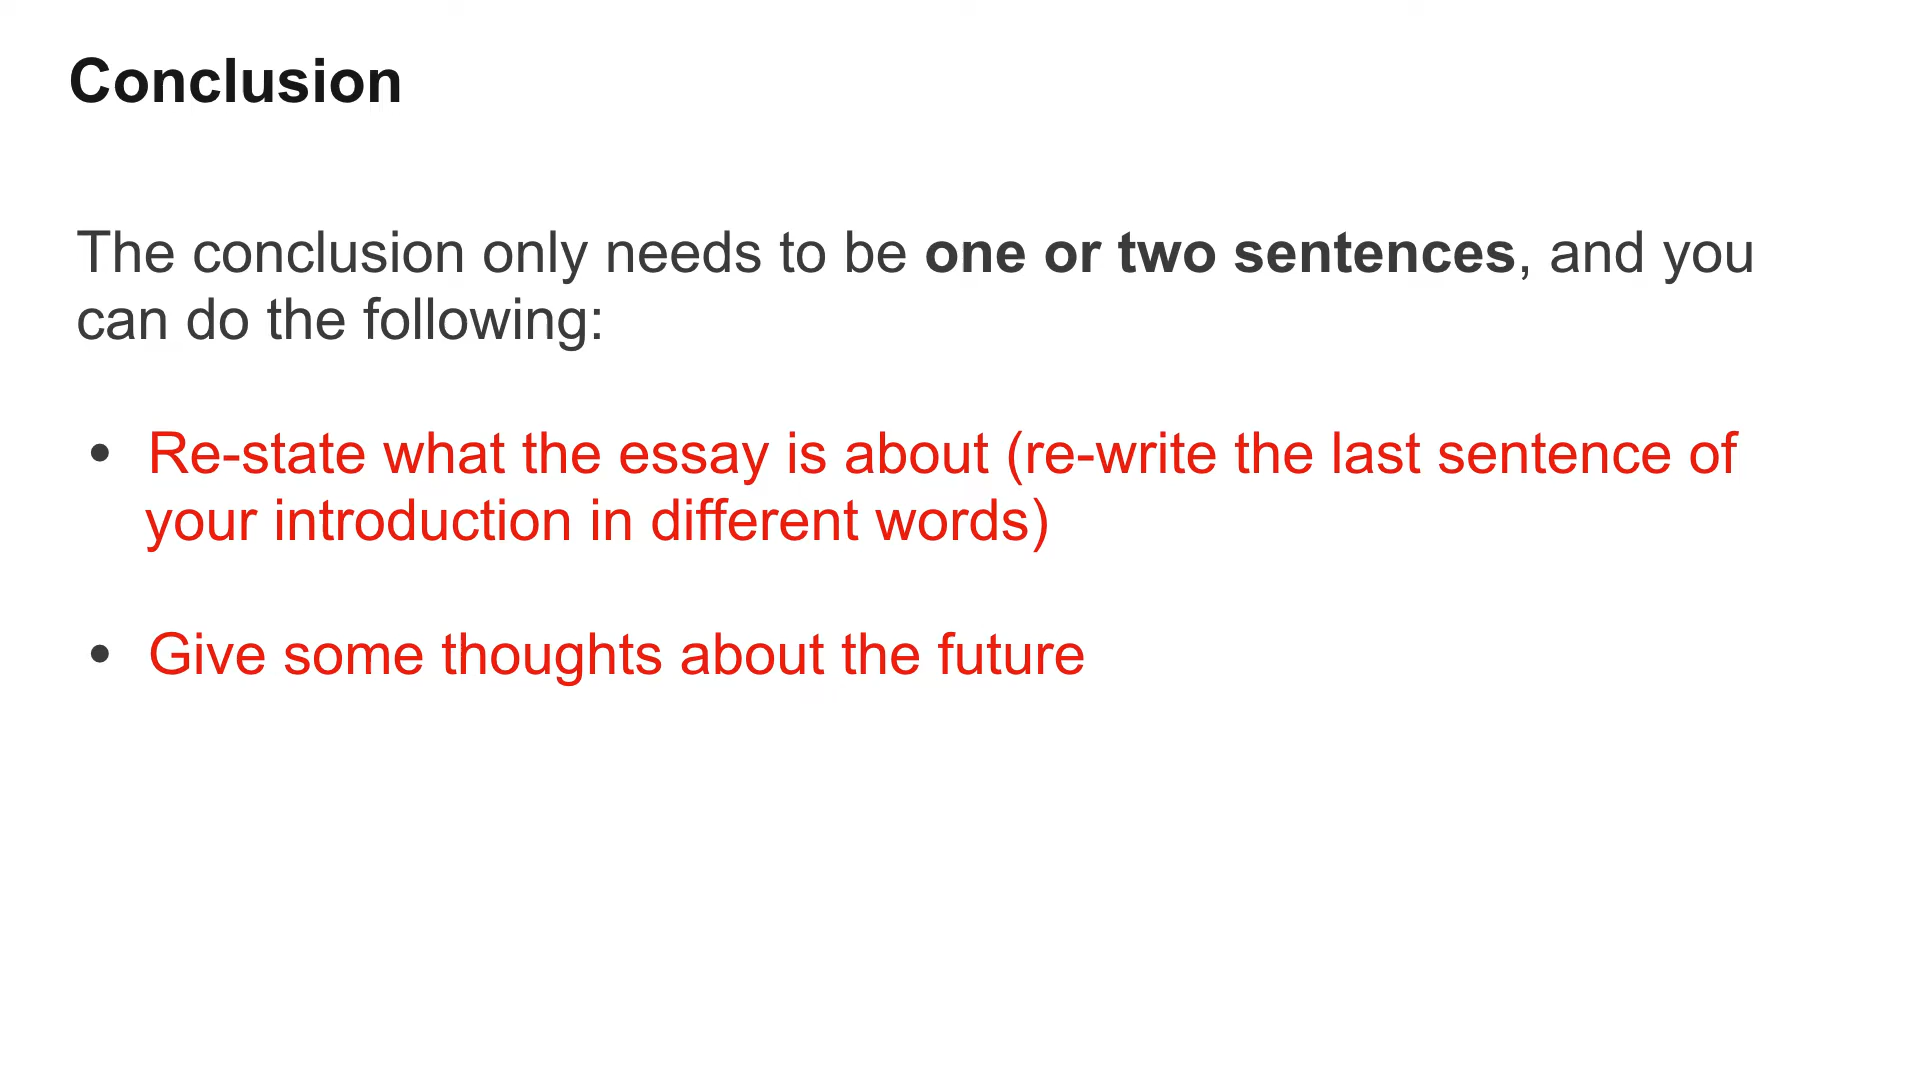 Conclusion
The conclusion only needs to be one or two sentences, and you
can do the following:
• Re-state what the essay is about (re-write the last sentence of
your introduction in different words)
• Give some thoughts about the future